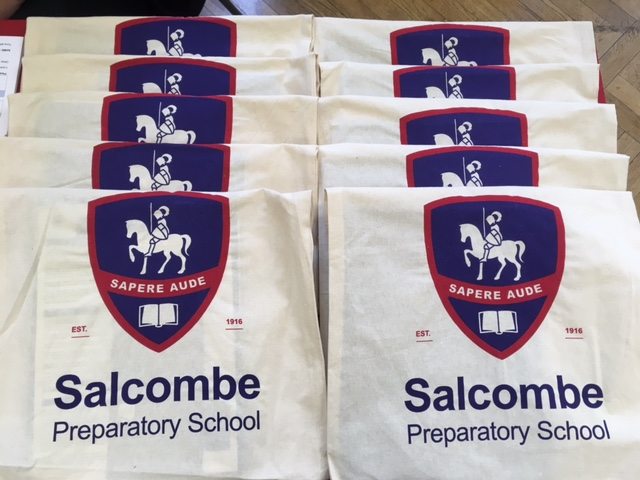 SAPERE AUDE
EST. 1916
Salcombe
Preparatory School
SAPERE AUDE
EST. 1916
Salcombe
Preparatory School